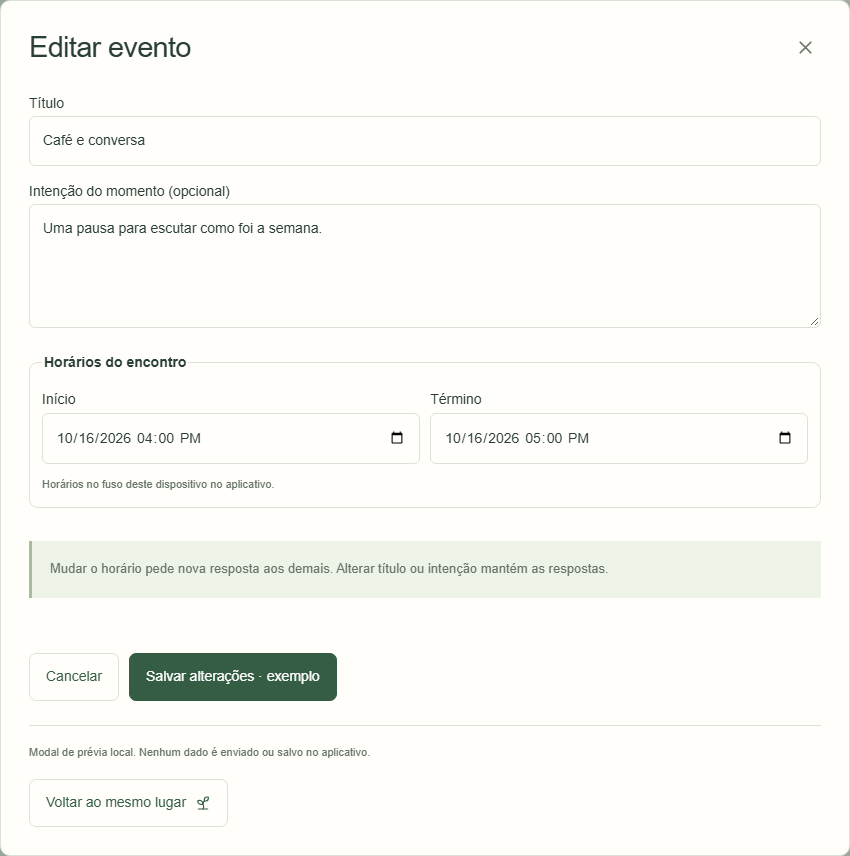 Editar evento
Título
Café e conversa
Intenção do momento (opcional)
Uma pausa para escutar como foi a semana.
Horários do encontro
Início
Término
10/16/2026 04:00 PM
10/16/2026 05:00 PM
Horários no fuso deste dispositivo no aplicativo.
Mudar o horário pede nova resposta aos demais. Alterar título ou intenção mantém as respostas.
Cancelar
Salvar alterações · exemplo
Modal de prévia local. Nenhum dado é enviado ou salvo no aplicativo.
Voltar ao mesmo lugar